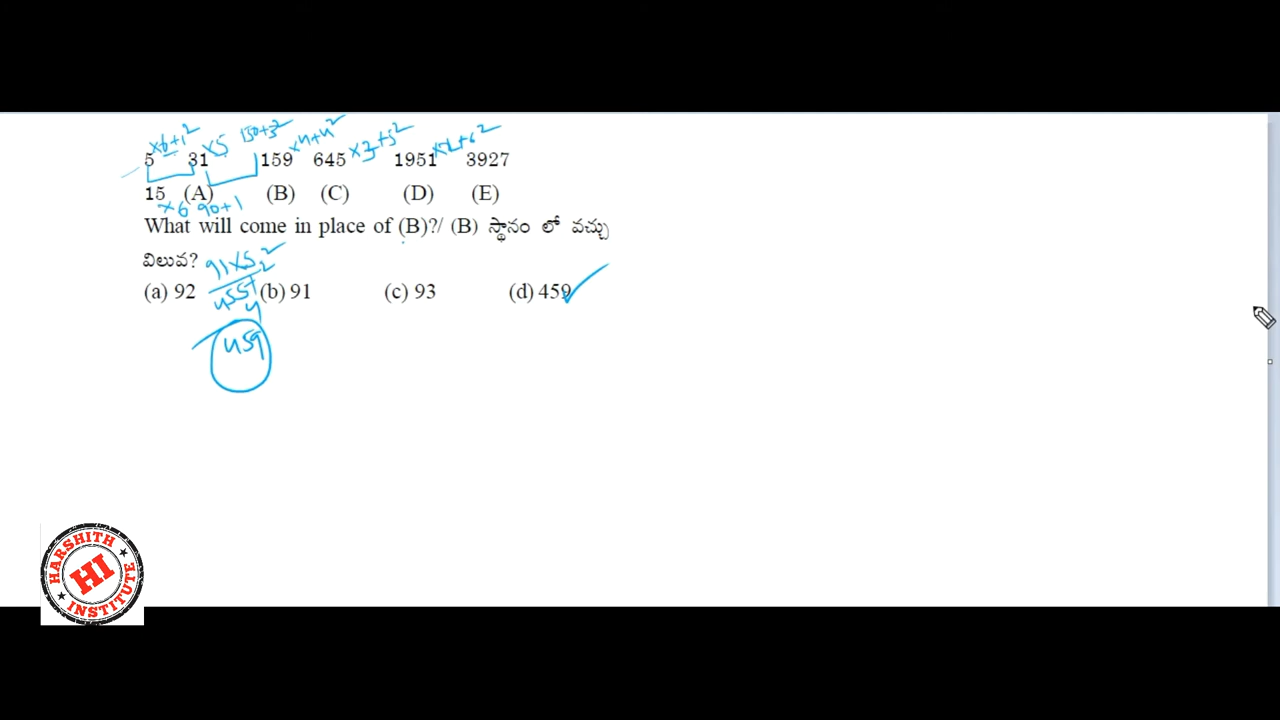 ×6+1² ×5 150+3² ×4+4² ×3+5² ×2+6²
5 31 159 645 1951 3927
15 (A) (B) (C) (D) (E)
×6 90+1
What will come in place of (B)?/ (B) స్థానం లో వచ్చు
విలువ?
91×5 2²
(a) 92 (b) 91 (c) 93 (d) 459
455+
4
459
HARSHITH
HI
INSTITUTE